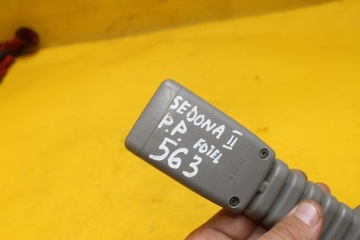 SEDONA II
P.P. FOTEL
563